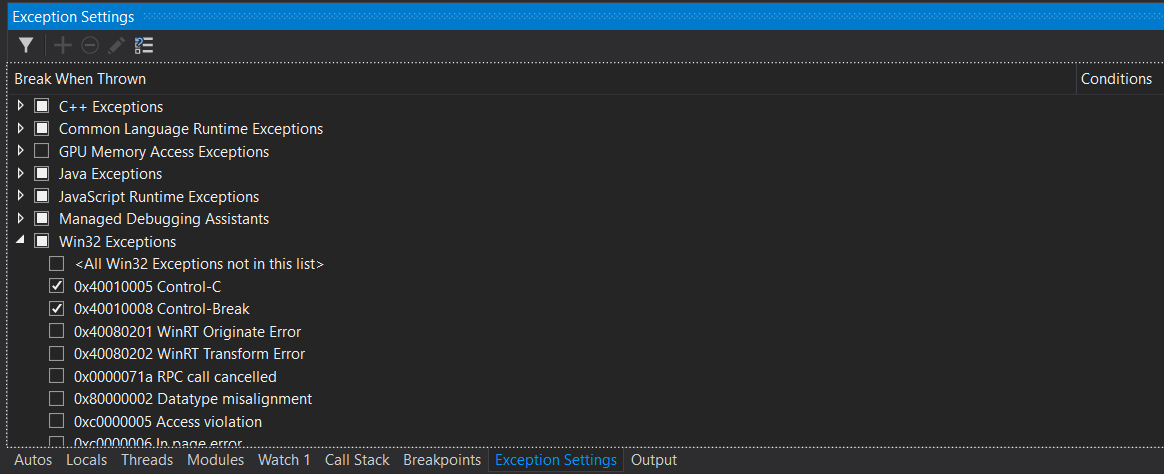 Exception Settings
Break When Thrown Conditions
C++ Exceptions
Common Language Runtime Exceptions
GPU Memory Access Exceptions
Java Exceptions
JavaScript Runtime Exceptions
Managed Debugging Assistants
Win32 Exceptions
<All Win32 Exceptions not in this list>
0x40010005 Control-C
0x40010008 Control-Break
0x40080201 WinRT Originate Error
0x40080202 WinRT Transform Error
0x0000071a RPC call cancelled
0x80000002 Datatype misalignment
0xc0000005 Access violation
0xc0000006 In page error
Autos Locals Threads Modules Watch 1 Call Stack Breakpoints Exception Settings Output